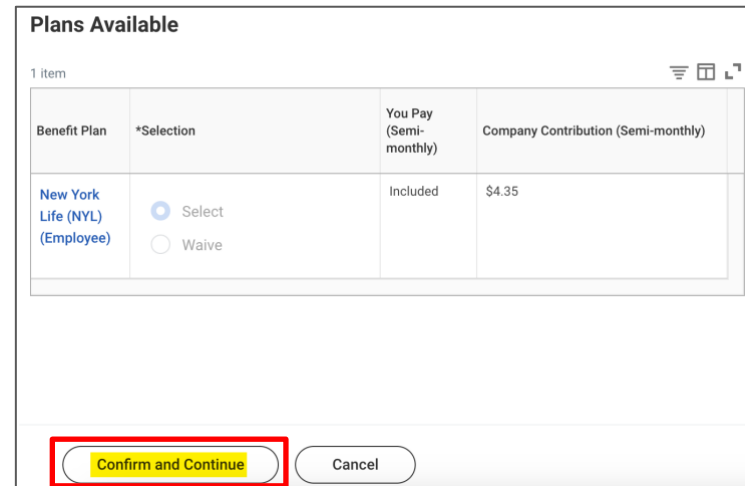 Plans Available
1 item
Benefit Plan
*Selection
You Pay
(Semi-
monthly)
Company Contribution (Semi-monthly)
New York
Life (NYL)
(Employee)
Select
Waive
Included
$4.35
Confirm and Continue
Cancel